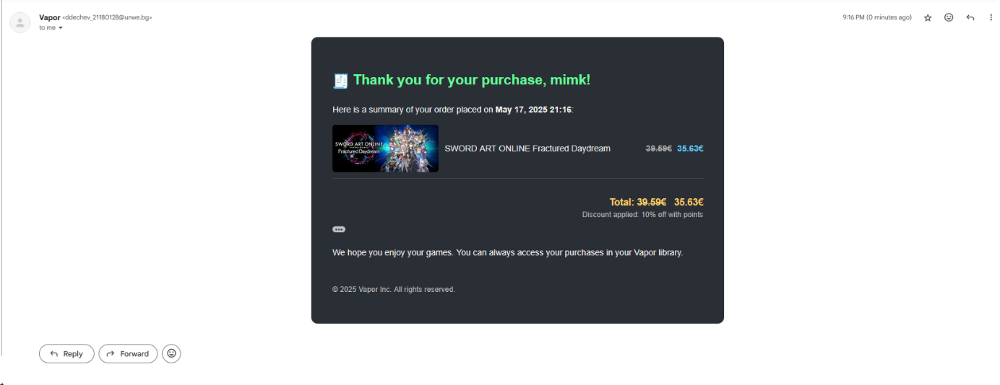 Vapor <ddechev_21180128@unwe.bg>
9:16 PM (0 minutes ago)
to me
Thank you for your purchase, mimk!
Here is a summary of your order placed on May 17, 2025 21:16:
SWORD ART ONLINE
Fractured Daydream
SWORD ART ONLINE Fractured Daydream 39.59€ 35.63€
Total: 39.59€ 35.63€
Discount applied: 10% off with points
We hope you enjoy your games. You can always access your purchases in your Vapor library.
© 2025 Vapor Inc. All rights reserved.
Reply
Forward